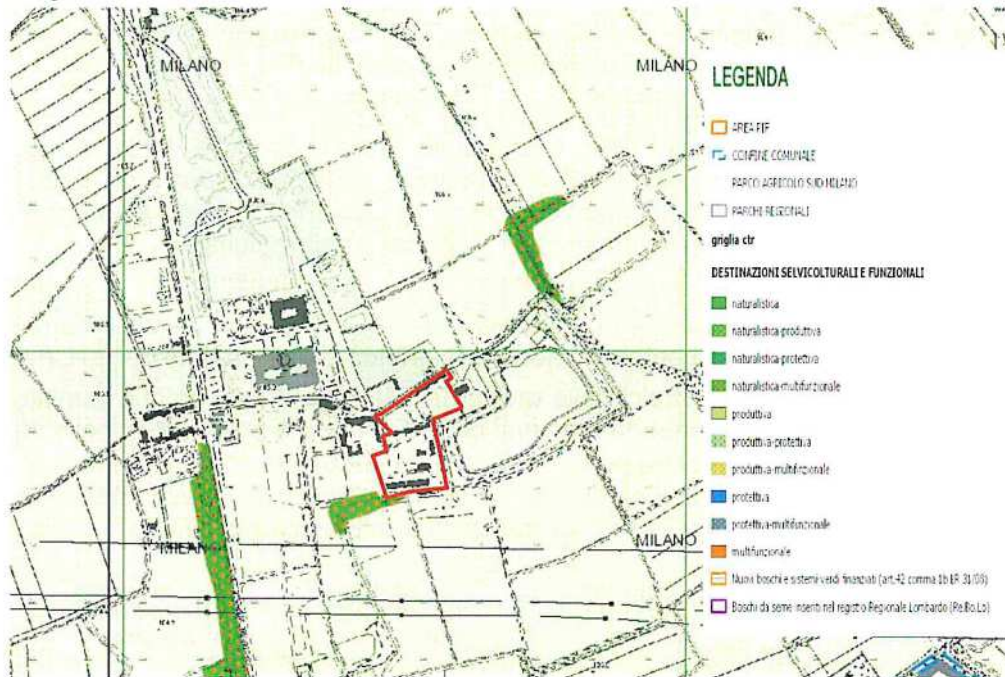 MILANO
MILANO
LEGENDA
AREA PIF
CONFINE COMUNALE
PARCO AGRICOLO SUD MILANO
PARCHI REGIONALI
griglia ctr
DESTINAZIONI SELVICOLTURALI E FUNZIONALI
naturalistica
naturalistica-produttiva
naturalistica-protettiva
naturalistica-multifunzionale
produttiva
produttiva-protettiva
produttiva-multifunzionale
protettiva
protettiva-multifunzionale
multifunzionale
Nuovi boschi e sistemi verdi finanziati (art.42 comma 1b LR 31/08)
Boschi da seme inseriti nel registro Regionale Lombardo (Re.Bo.Lo)
MILANO
MILANO